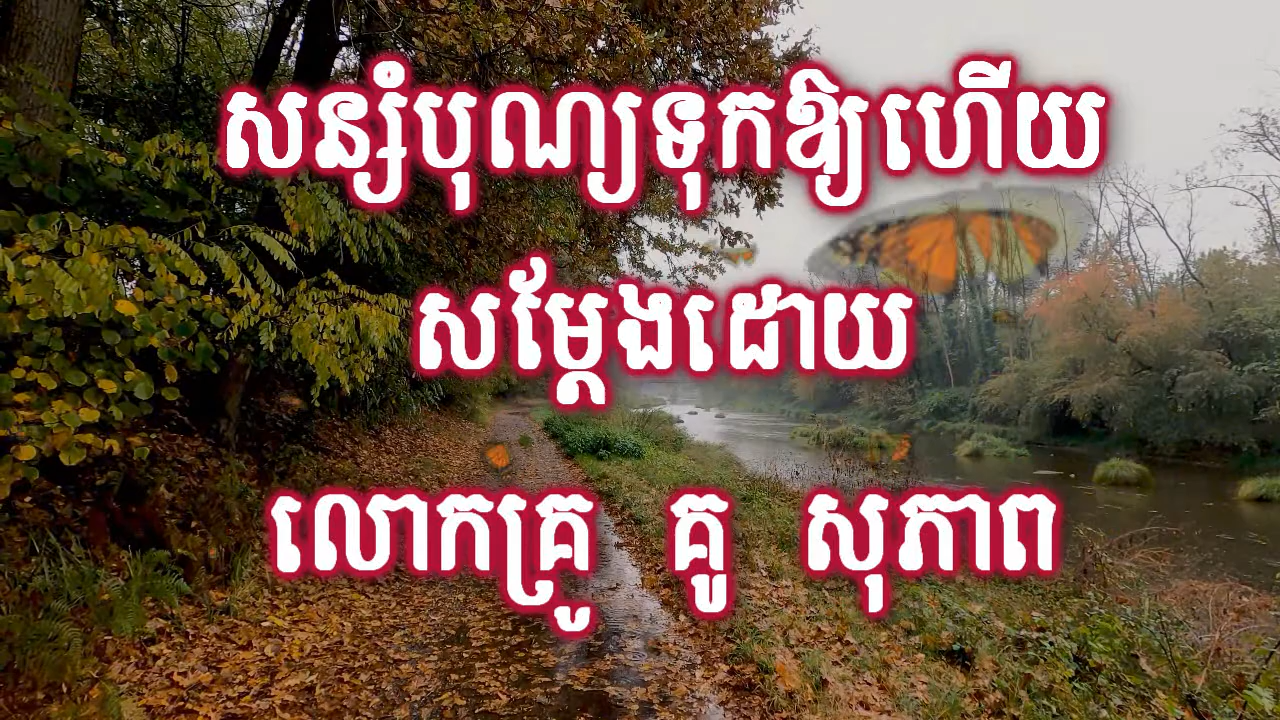 សន្សំបុណ្យទុកឱ្យហើយ
សម្ដែងដោយ
លោកគ្រូ គូ សុភាព